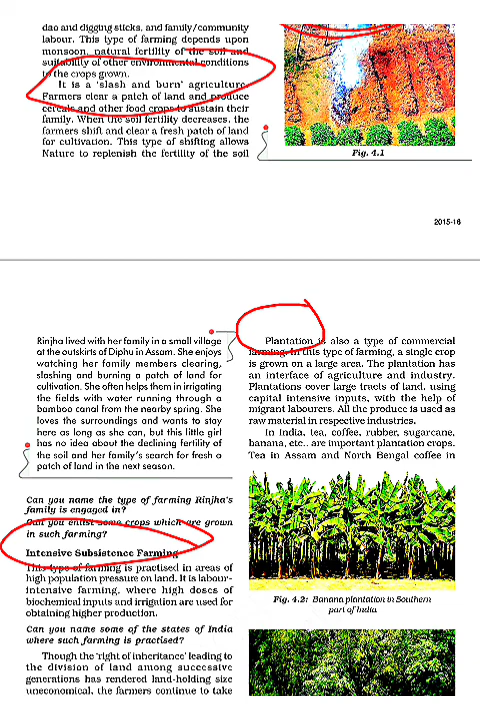 dao and digging sticks, and family/community
labour. This type of farming depends upon
monsoon, natural fertility of the soil and
suitability of other environmental conditions
to the crops grown.
It is a 'slash and burn' agriculture.
Farmers clear a patch of land and produce
cereals and other food crops to sustain their
family. When the soil fertility decreases, the
farmers shift and clear a fresh patch of land
for cultivation. This type of shifting allows
Nature to replenish the fertility of the soil
Fig. 4.1
2015-16
Rinjha lived with her family in a small village
at the outskirts of Diphu in Assam. She enjoys
watching her family members clearing,
slashing and burning a patch of land for
cultivation. She often helps them in irrigating
the fields with water running through a
bamboo canal from the nearby spring. She
loves the surroundings and wants to stay
here as long as she can, but this little girl
has no idea about the declining fertility of
the soil and her family's search for fresh a
patch of land in the next season.
Can you name the type of farming Rinjha's
family is engaged in?
Can you enlist some crops which are grown
in such farming?
Intensive Subsistence Farming
This type of farming is practised in areas of
high population pressure on land. It is labour-
intensive farming, where high doses of
biochemical inputs and irrigation are used for
obtaining higher production.
Can you name some of the states of India
where such farming is practised?
Though the 'right of inheritance' leading to
the division of land among successive
generations has rendered land-holding size
uneconomical, the farmers continue to take
Plantation is also a type of commercial
farming. In this type of farming, a single crop
is grown on a large area. The plantation has
an interface of agriculture and industry.
Plantations cover large tracts of land, using
capital intensive inputs, with the help of
migrant labourers. All the produce is used as
raw material in respective industries.
In India, tea, coffee, rubber, sugarcane,
banana, etc.. are important plantation crops.
Tea in Assam and North Bengal coffee in
Fig. 4.2: Banana plantation in Southern
part of India